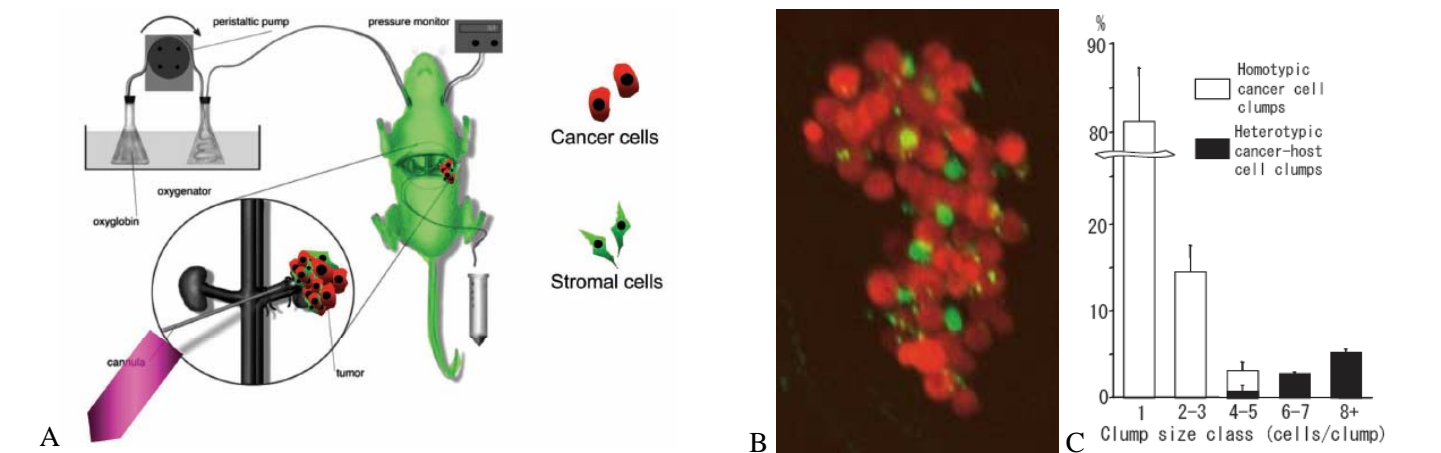 peristaltic pump
pressure monitor
oxygenator
oxyglobin
cannula
tumor
Cancer cells
Stromal cells
A
B
%
90
80
20
10
0
Homotypic
cancer cell
clumps
Heterotypic
cancer-host
cell clumps
1 2-3 4-5 6-7 8+
Clump size class (cells/clump)
C